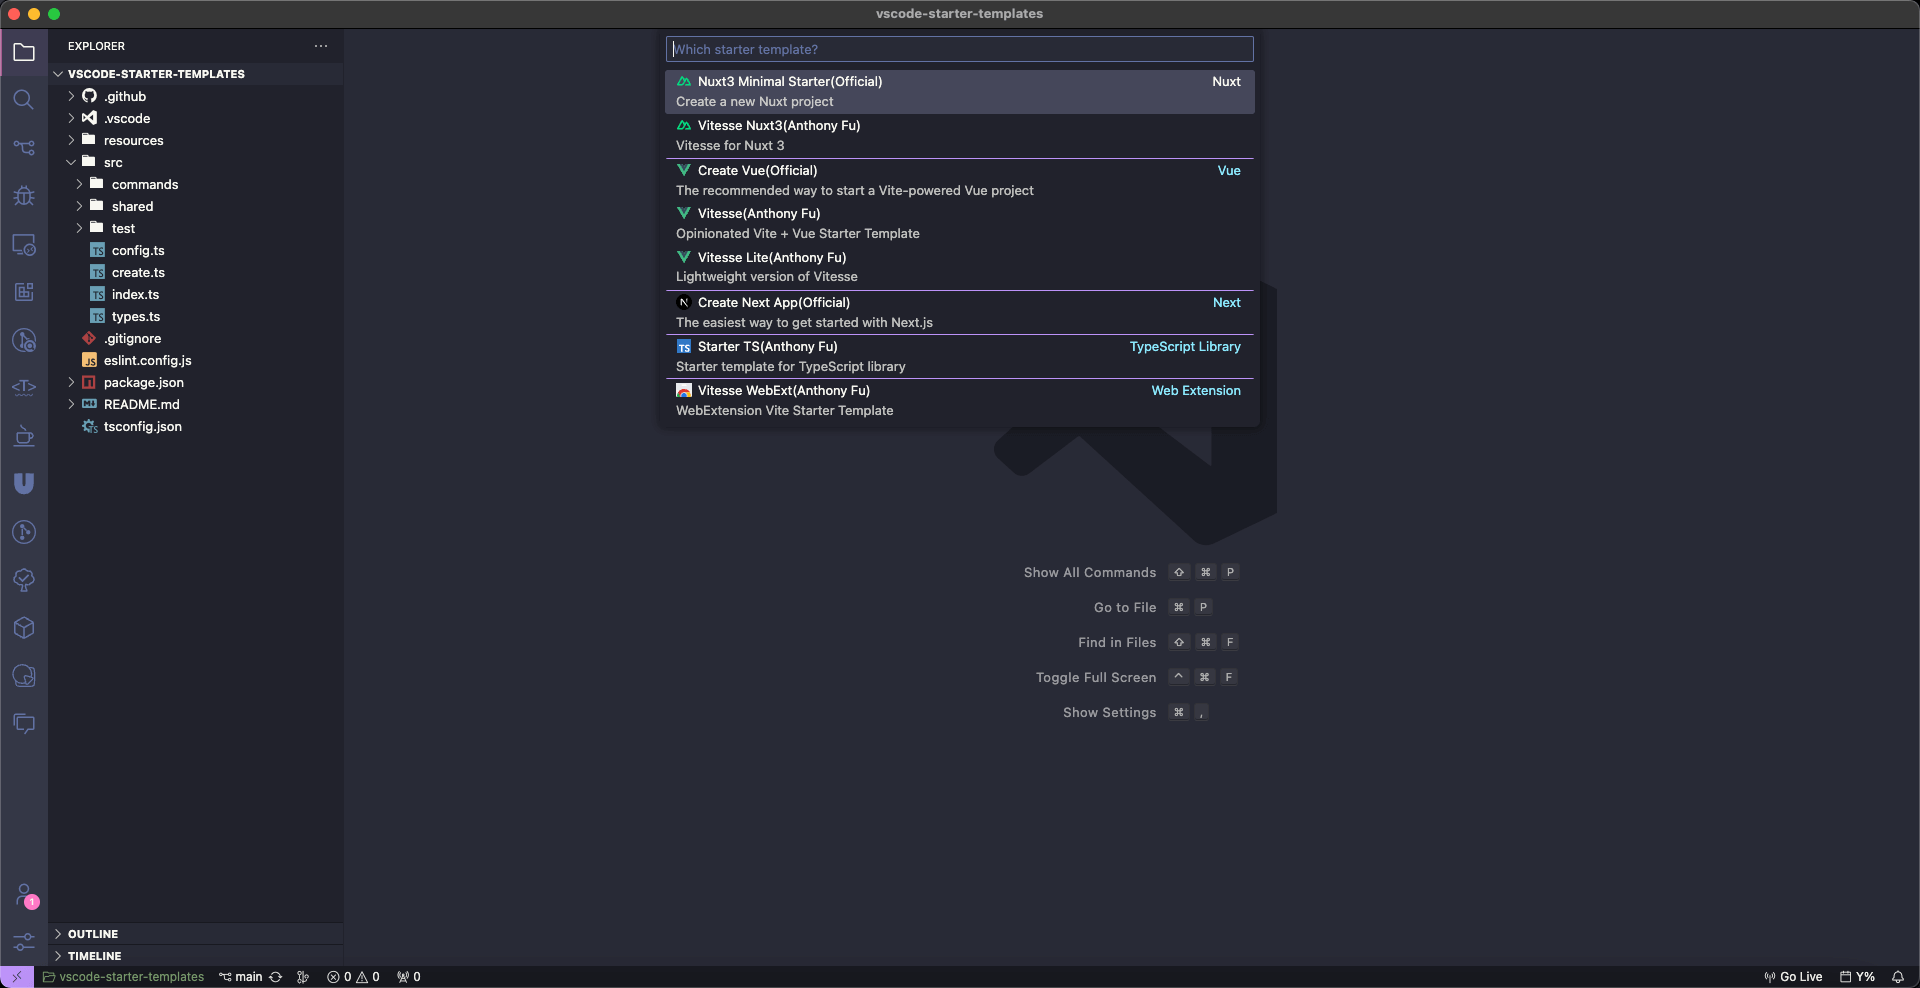 vscode-starter-templates
EXPLORER
VSCODE-STARTER-TEMPLATES
.github
.vscode
resources
src
commands
shared
test
TS config.ts
TS create.ts
TS index.ts
TS types.ts
.gitignore
JS eslint.config.js
package.json
README.md
tsconfig.json
OUTLINE
TIMELINE
Which starter template?
Nuxt3 Minimal Starter(Official) Nuxt
Create a new Nuxt project
Vitesse Nuxt3(Anthony Fu)
Vitesse for Nuxt 3
Create Vue(Official) Vue
The recommended way to start a Vite-powered Vue project
Vitesse(Anthony Fu)
Opinionated Vite + Vue Starter Template
Vitesse Lite(Anthony Fu)
Lightweight version of Vitesse
N Create Next App(Official) Next
The easiest way to get started with Next.js
TS Starter TS(Anthony Fu) TypeScript Library
Starter template for TypeScript library
Vitesse WebExt(Anthony Fu) Web Extension
WebExtension Vite Starter Template
Show All Commands ⇧ ⌘ P
Go to File ⌘ P
Find in Files ⇧ ⌘ F
Toggle Full Screen ^ ⌘ F
Show Settings ⌘ ,
1
vscode-starter-templates main 0 0 0 Go Live Y%